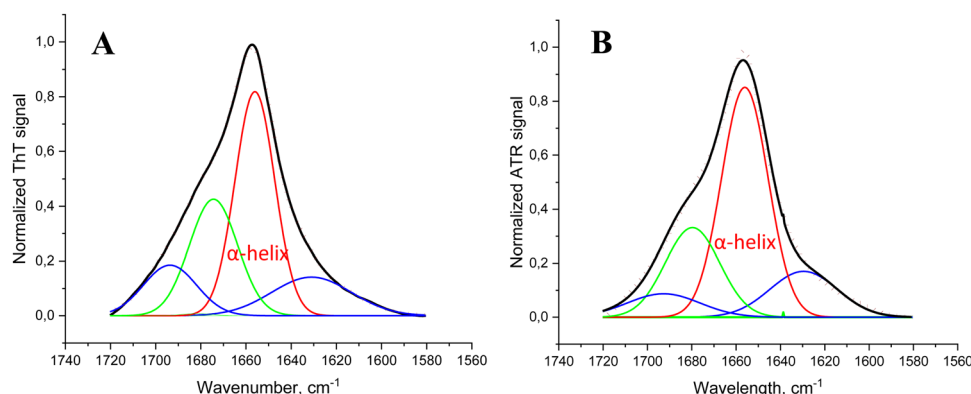 A
Normalized ThT signal
1,0
0,8
0,6
0,4
0,2
0,0
α-helix
1740 1720 1700 1680 1660 1640 1620 1600 1580 1560
Wavenumber, cm⁻¹
B
Normalized ATR signal
1,0
0,8
0,6
0,4
0,2
0,0
α-helix
1740 1720 1700 1680 1660 1640 1620 1600 1580 1560
Wavelength, cm⁻¹